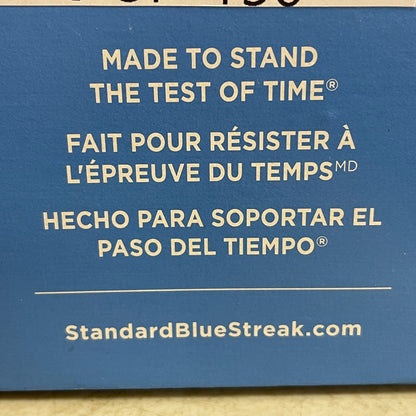 MADE TO STAND
THE TEST OF TIME®
FAIT POUR RÉSISTER À
L'ÉPREUVE DU TEMPSMD
HECHO PARA SOPORTAR EL
PASO DEL TIEMPO®
StandardBlueStreak.com